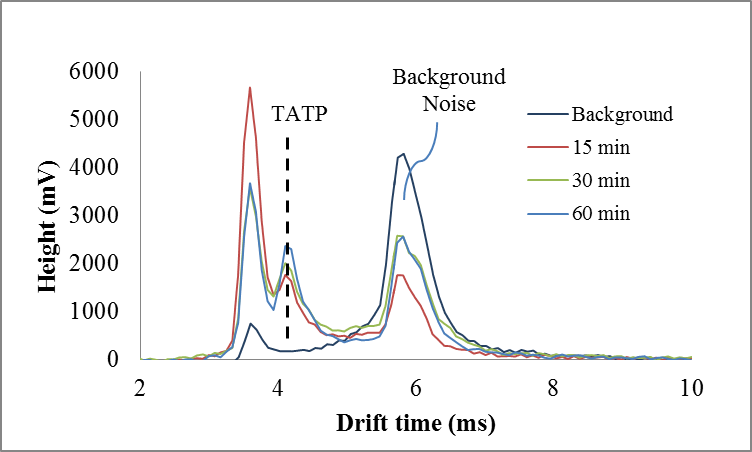 6000
5000
4000
3000
2000
1000
0
Height (mV)
TATP
Background
Noise
Background
15 min
30 min
60 min
2 4 6 8 10
Drift time (ms)